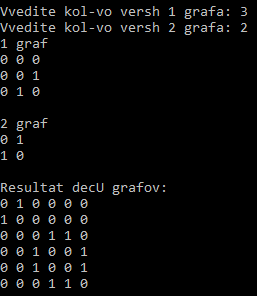 Vvedite kol-vo versh 1 grafa: 3
Vvedite kol-vo versh 2 grafa: 2
1 graf
0 0 0
0 0 1
0 1 0
2 graf
0 1
1 0
Resultat decU grafov:
0 1 0 0 0 0
1 0 0 0 0 0
0 0 0 1 1 0
0 0 1 0 0 1
0 0 1 0 0 1
0 0 0 1 1 0